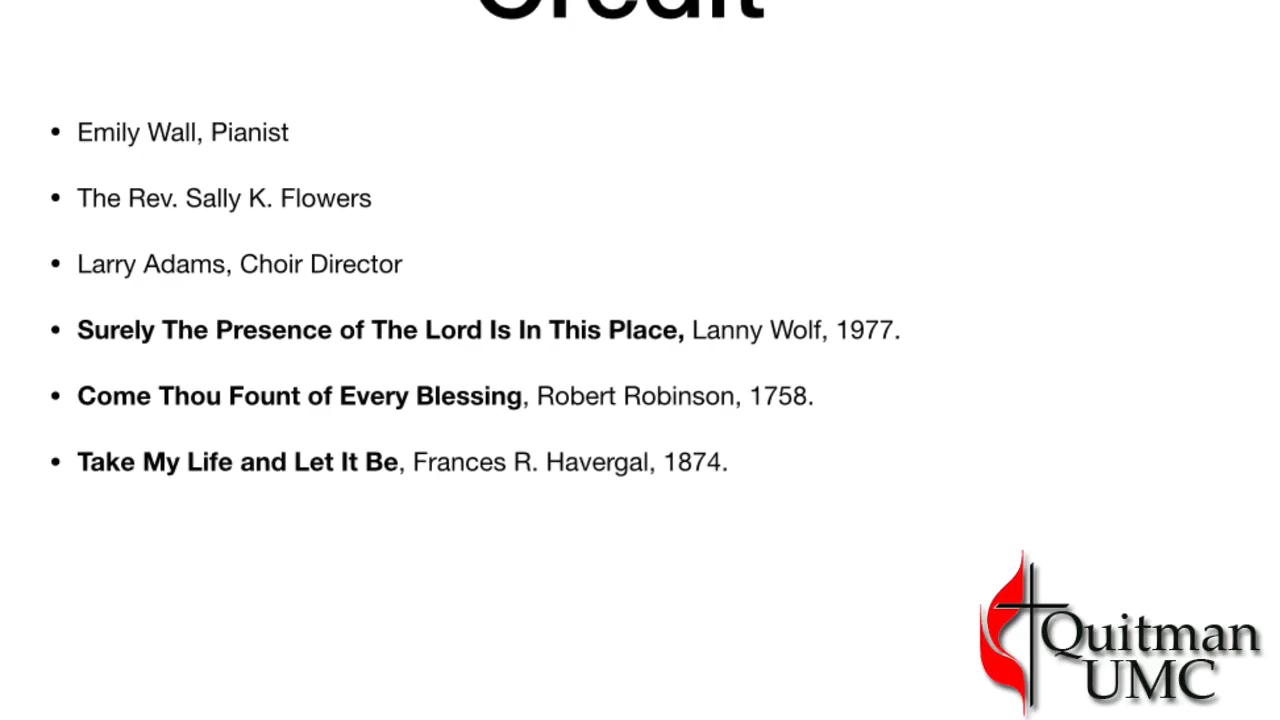 Credit
• Emily Wall, Pianist
• The Rev. Sally K. Flowers
• Larry Adams, Choir Director
• Surely The Presence of The Lord Is In This Place, Lanny Wolf, 1977.
• Come Thou Fount of Every Blessing, Robert Robinson, 1758.
• Take My Life and Let It Be, Frances R. Havergal, 1874.
Quitman
UMC